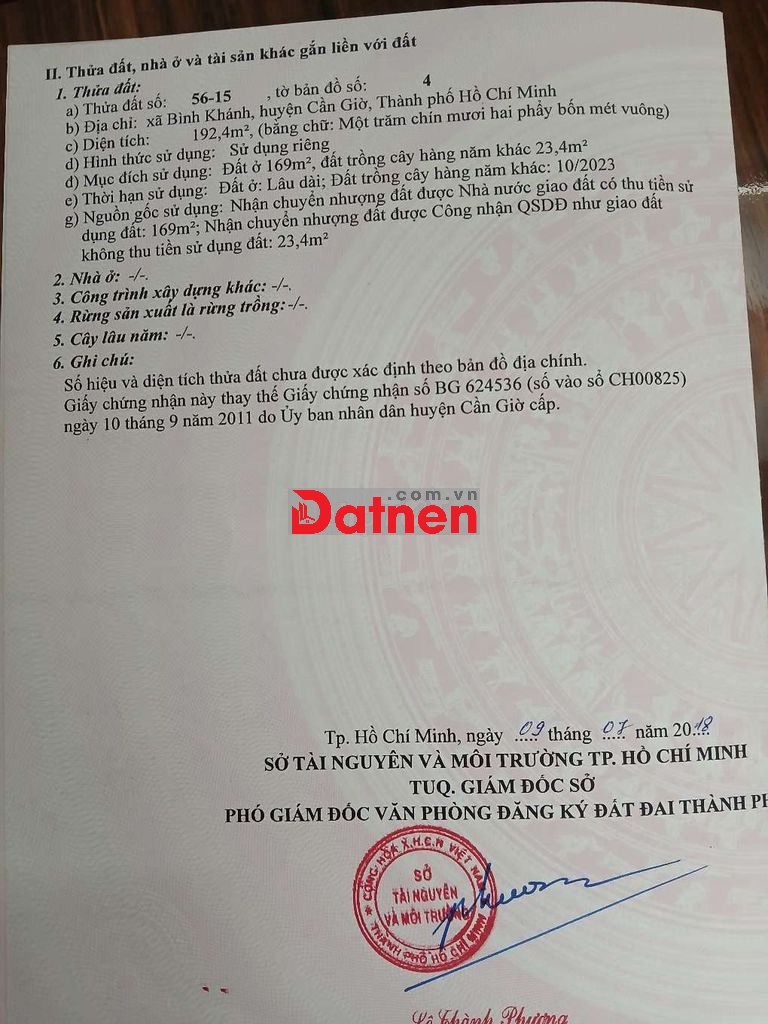 II. Thửa đất, nhà ở và tài sản khác gắn liền với đất
1. Thửa đất:
a) Thửa đất số: 56-15 , tờ bản đồ số: 4
b) Địa chỉ: xã Bình Khánh, huyện Cần Giờ, Thành phố Hồ Chí Minh
c) Diện tích: 192,4m², (bằng chữ: Một trăm chín mươi hai phẩy bốn mét vuông)
d) Hình thức sử dụng: Sử dụng riêng
đ) Mục đích sử dụng: Đất ở 169m², đất trồng cây hàng năm khác 23,4m²
e) Thời hạn sử dụng: Đất ở: Lâu dài; Đất trồng cây hàng năm khác: 10/2023
g) Nguồn gốc sử dụng: Nhận chuyển nhượng đất được Nhà nước giao đất có thu tiền sử
dụng đất: 169m²; Nhận chuyển nhượng đất được Công nhận QSDĐ như giao đất
không thu tiền sử dụng đất: 23,4m²
2. Nhà ở: -/-.
3. Công trình xây dựng khác: -/-.
4. Rừng sản xuất là rừng trồng: -/-.
5. Cây lâu năm: -/-.
6. Ghi chú:
Số hiệu và diện tích thửa đất chưa được xác định theo bản đồ địa chính.
Giấy chứng nhận này thay thế Giấy chứng nhận số BG 624536 (số vào sổ CH00825)
ngày 10 tháng 9 năm 2011 do Ủy ban nhân dân huyện Cần Giờ cấp.
.com.vn
Datnen
Tp. Hồ Chí Minh, ngày 09 tháng 07 năm 2018
SỞ TÀI NGUYÊN VÀ MÔI TRƯỜNG TP. HỒ CHÍ MINH
TUQ. GIÁM ĐỐC SỞ
PHÓ GIÁM ĐỐC VĂN PHÒNG ĐĂNG KÝ ĐẤT ĐAI THÀNH PH
CỘNG HÒA X.H.C.N VIỆT NAM
SỞ
TÀI NGUYÊN
VÀ MÔI TRƯỜNG
THÀNH PHỐ HỒ CHÍ MINH
Lê Thành Phương